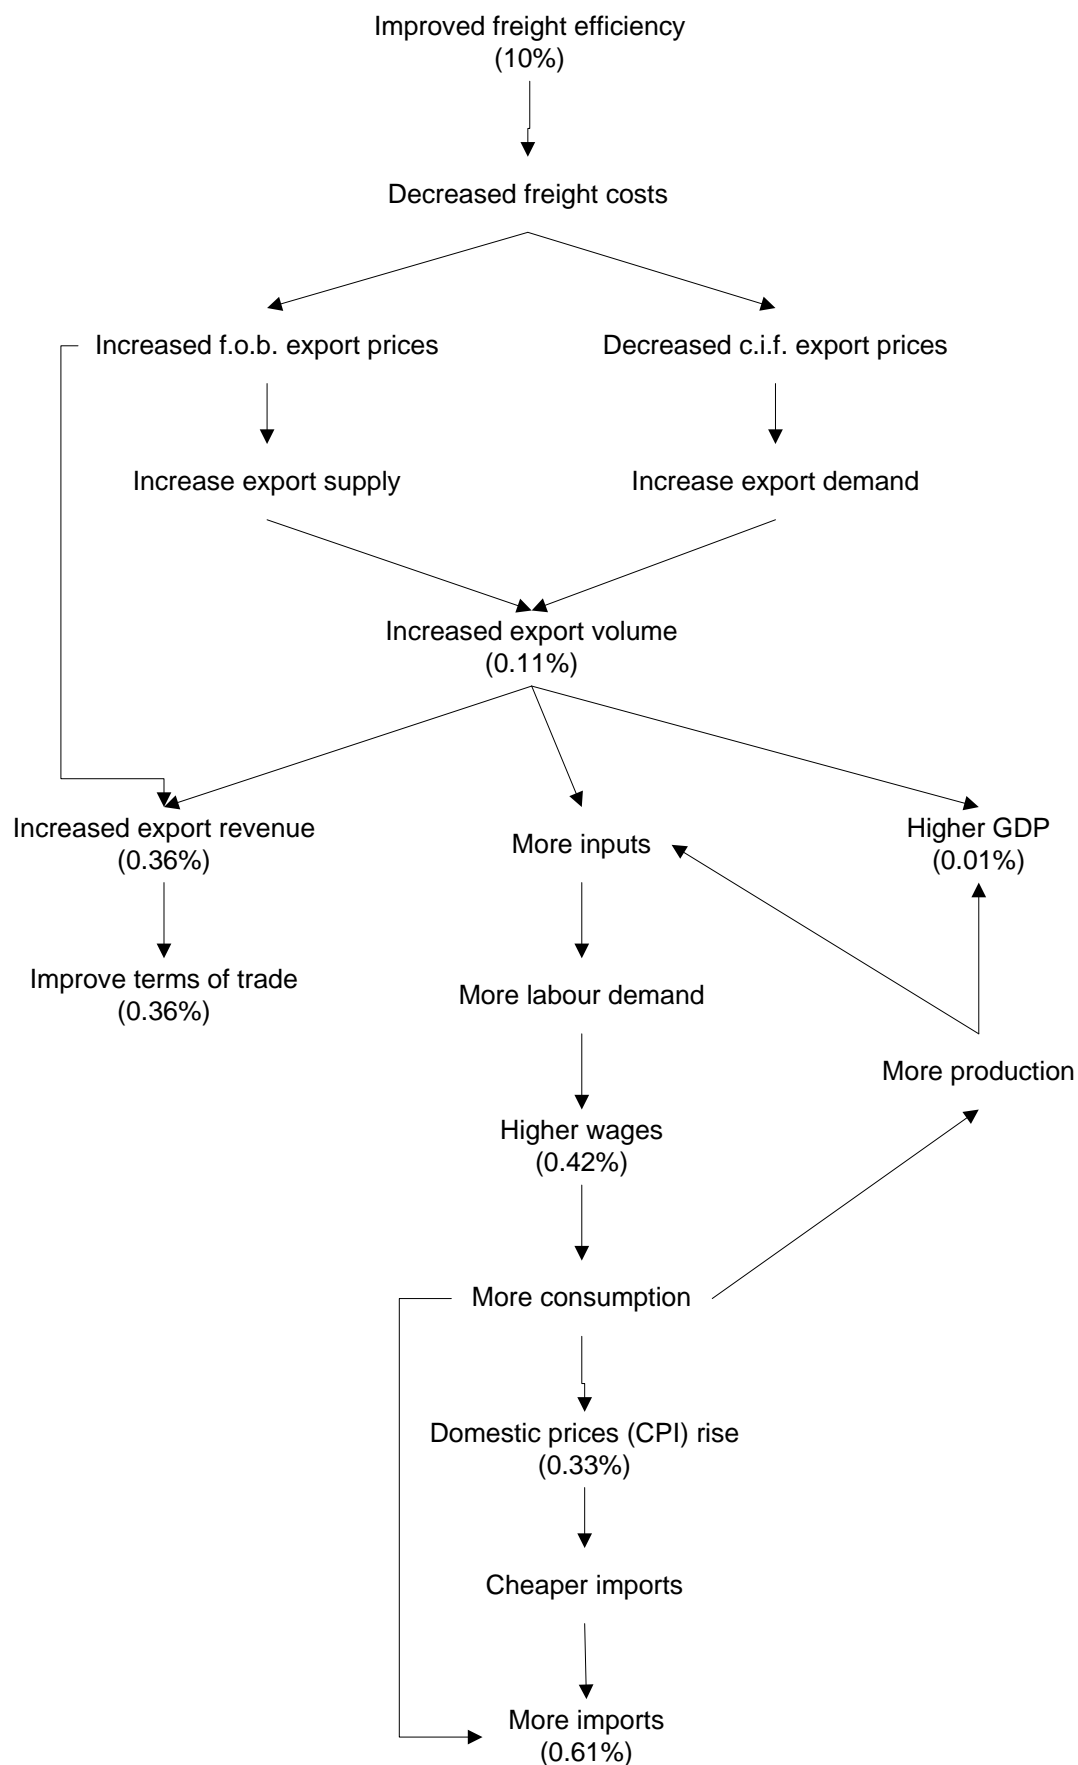 Improved freight efficiency
(10%)
Decreased freight costs
Increased f.o.b. export prices
Decreased c.i.f. export prices
Increase export supply
Increase export demand
Increased export volume
(0.11%)
Increased export revenue
(0.36%)
More inputs
Higher GDP
(0.01%)
Improve terms of trade
(0.36%)
More labour demand
More production
Higher wages
(0.42%)
More consumption
Domestic prices (CPI) rise
(0.33%)
Cheaper imports
More imports
(0.61%)